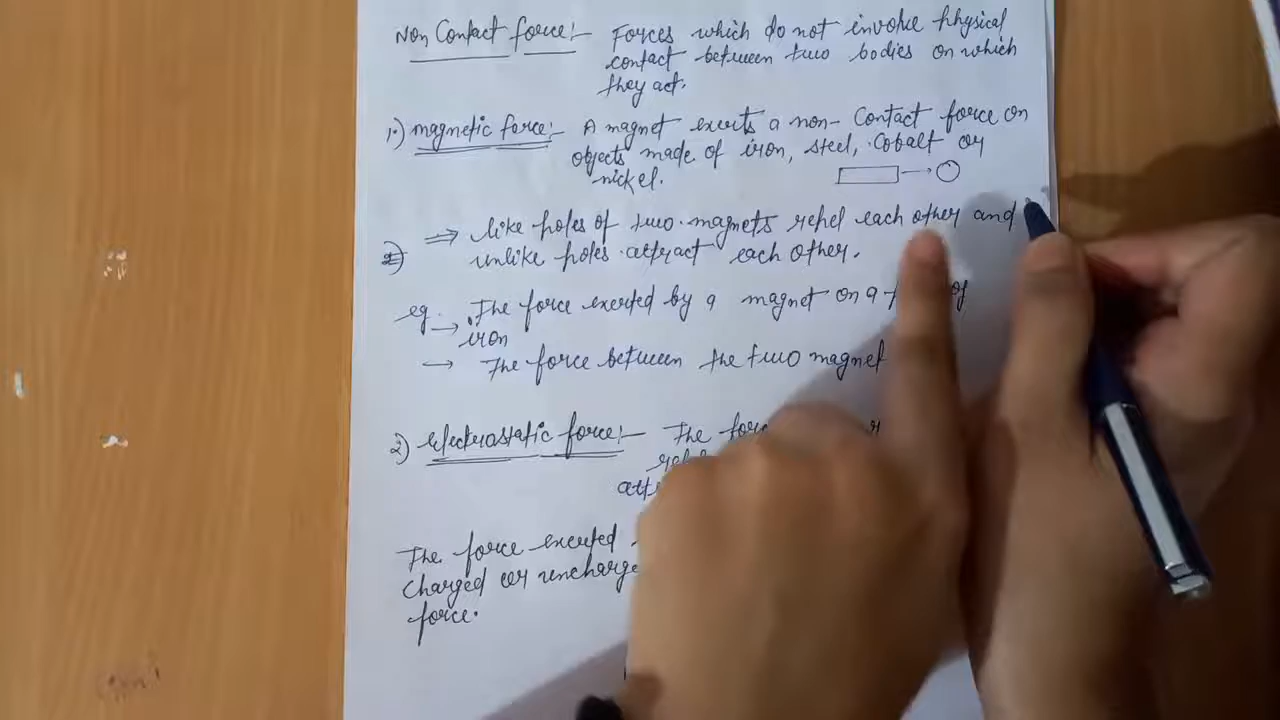 Non Contact force:- Forces which do not involve physical
contact between two bodies on which
they act.
1.) magnetic force:- A magnet exerts a non-Contact force on
objects made of iron, steel, cobalt or
nickel.
⇒ like poles of two magnets repel each other and
unlike poles attract each other.
eg. → The force exerted by a magnet on a of
iron
→ The force between the two magnet
2.) electrostatic force:- The
The force exerted
Charged or uncharge
force.